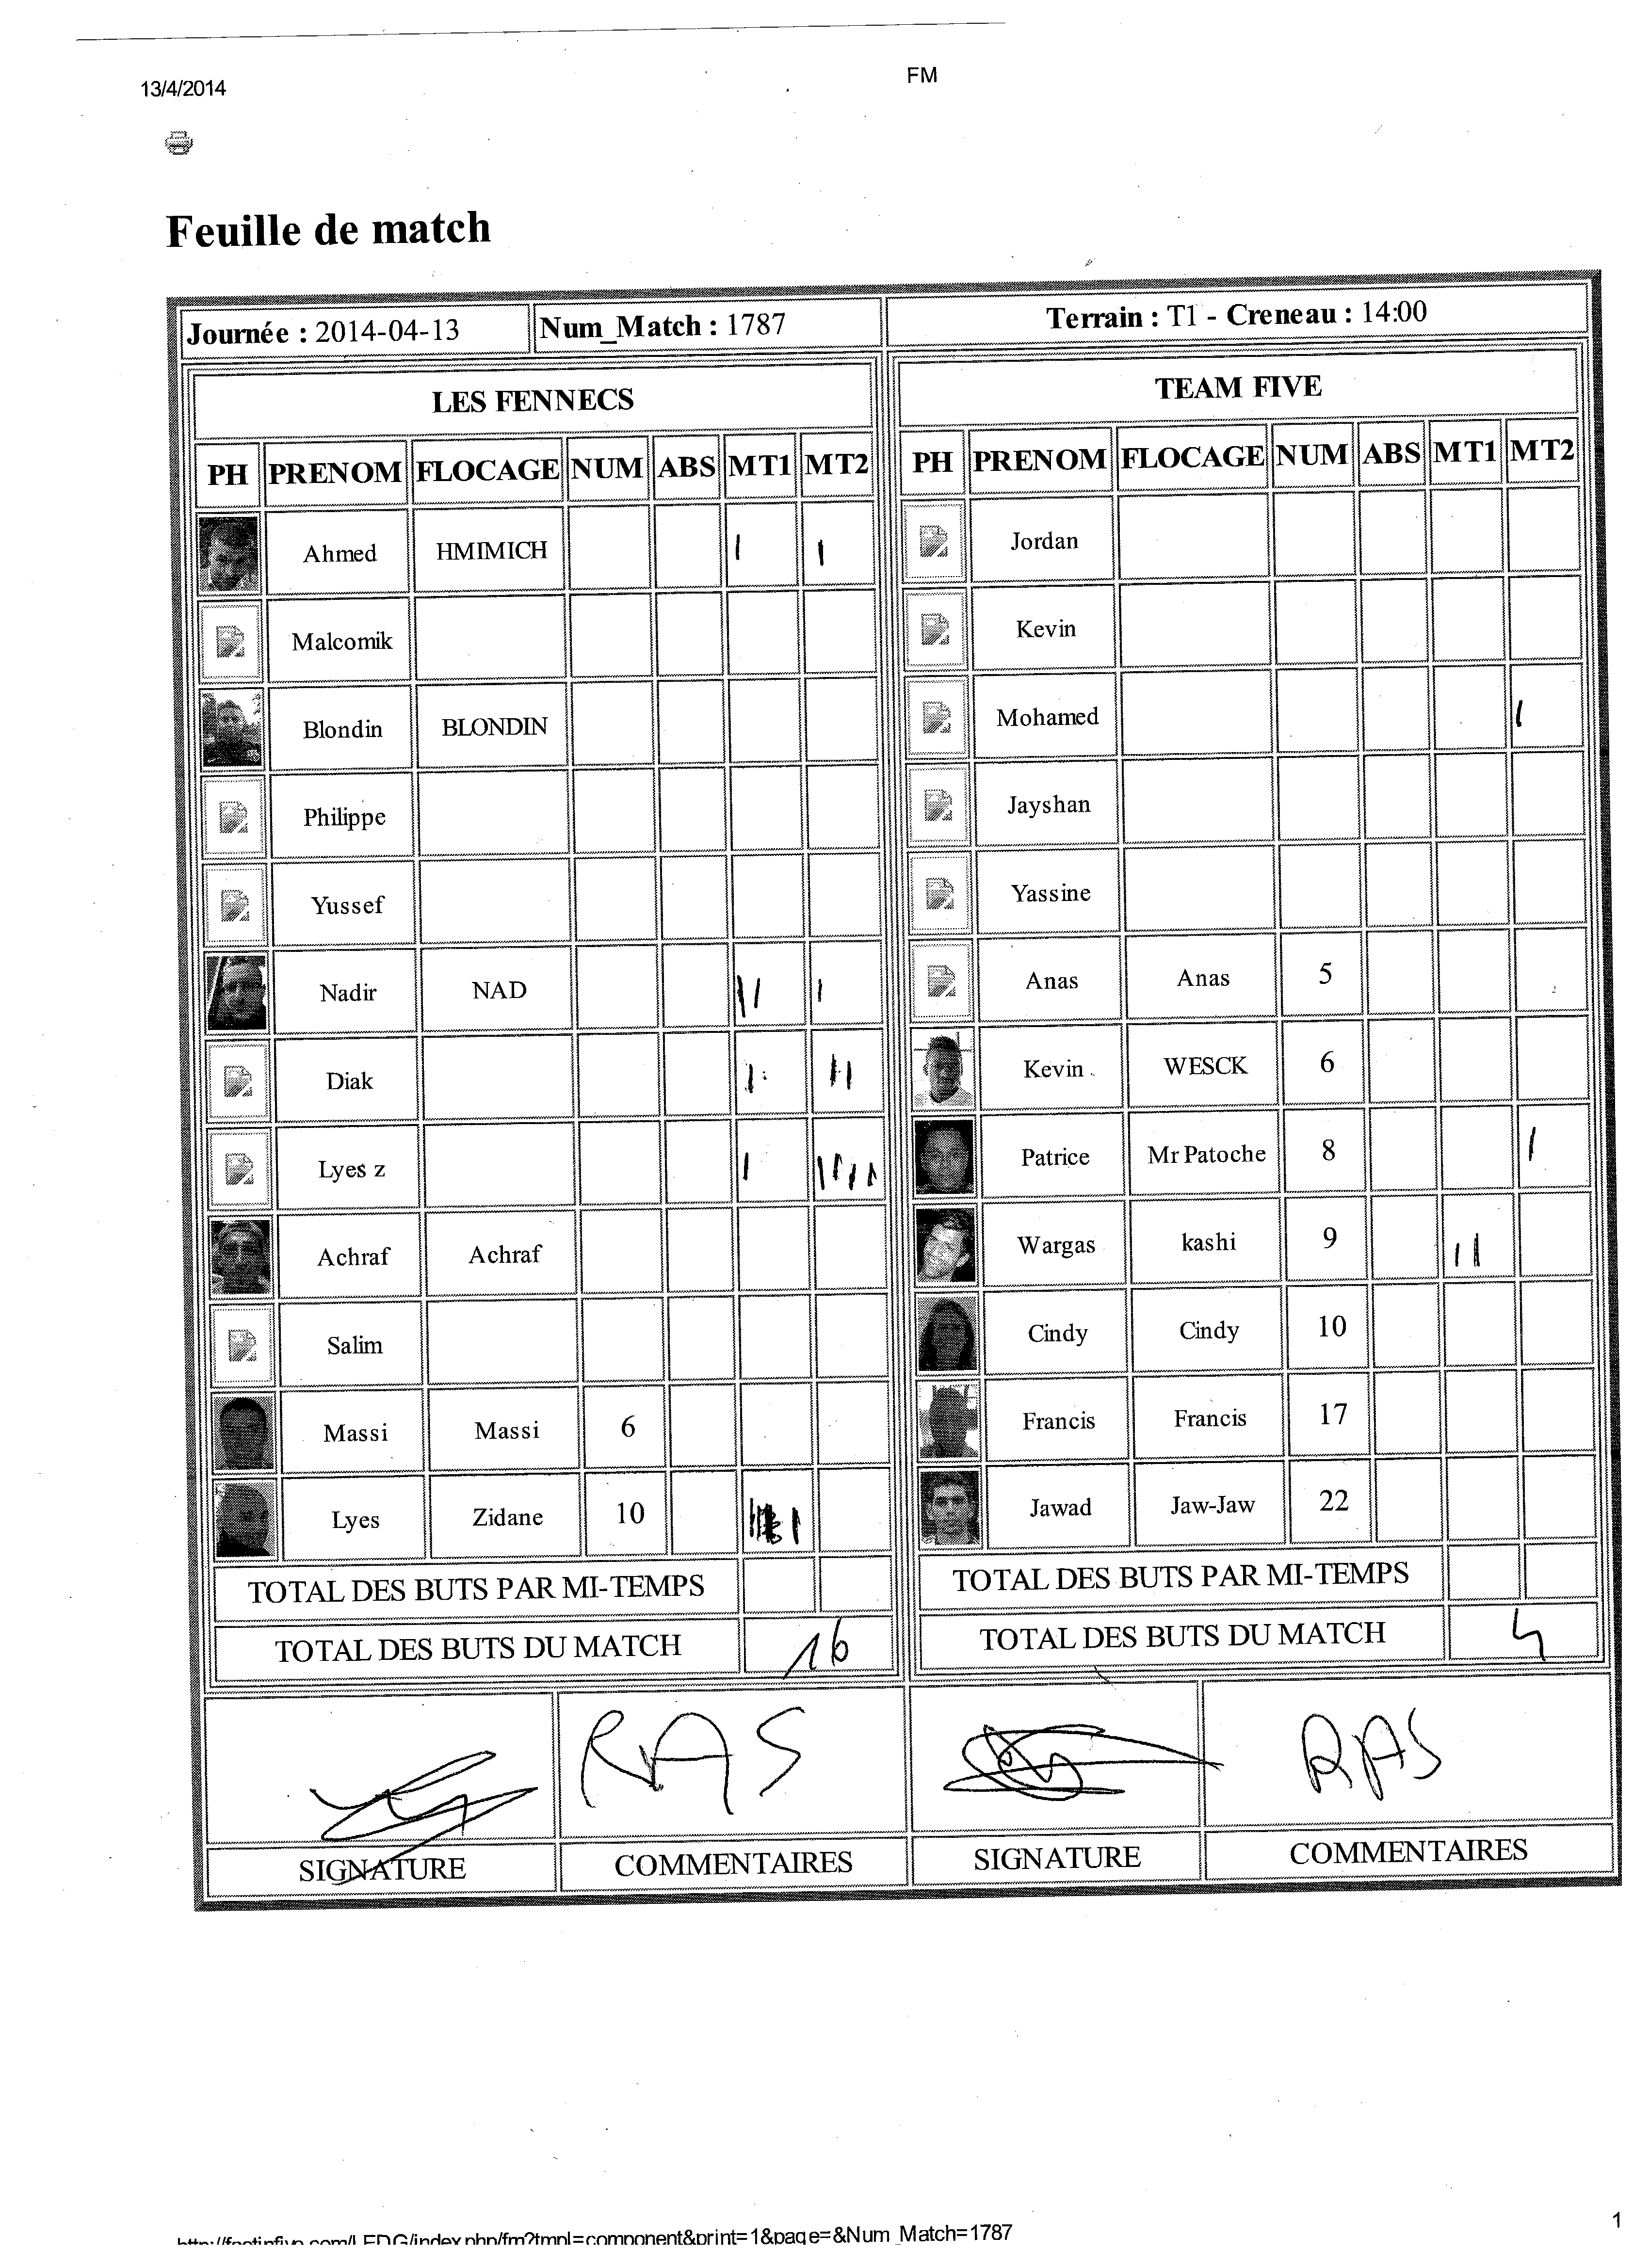 13/4/2014 FM
Feuille de match
Journée : 2014-04-13 Num_Match : 1787 Terrain : T1 - Creneau : 14:00
LES FENNECS TEAM FIVE
PH PRENOM FLOCAGE NUM ABS MT1 MT2 PH PRENOM FLOCAGE NUM ABS MT1 MT2
Ahmed HMIMICH I I Jordan
Malcomik Kevin
Blondin BLONDIN Mohamed I
Philippe Jayshan
Yussef Yassine
Nadir NAD II I Anas Anas 5
Diak I II Kevin WESCK 6
Lyes z I IIII Patrice Mr Patoche 8 I
Achraf Achraf Wargas kashi 9 II
Salim Cindy Cindy 10
Massi Massi 6 Francis Francis 17
Lyes Zidane 10 Jawad Jaw-Jaw 22
TOTAL DES BUTS PAR MI-TEMPS TOTAL DES BUTS PAR MI-TEMPS
TOTAL DES BUTS DU MATCH 16 TOTAL DES BUTS DU MATCH 4
RAS RAS
SIGNATURE COMMENTAIRES SIGNATURE COMMENTAIRES
http://footinfive.com/LEDG/index.php/fm?tmpl=component&print=1&page=&Num_Match=1787 1